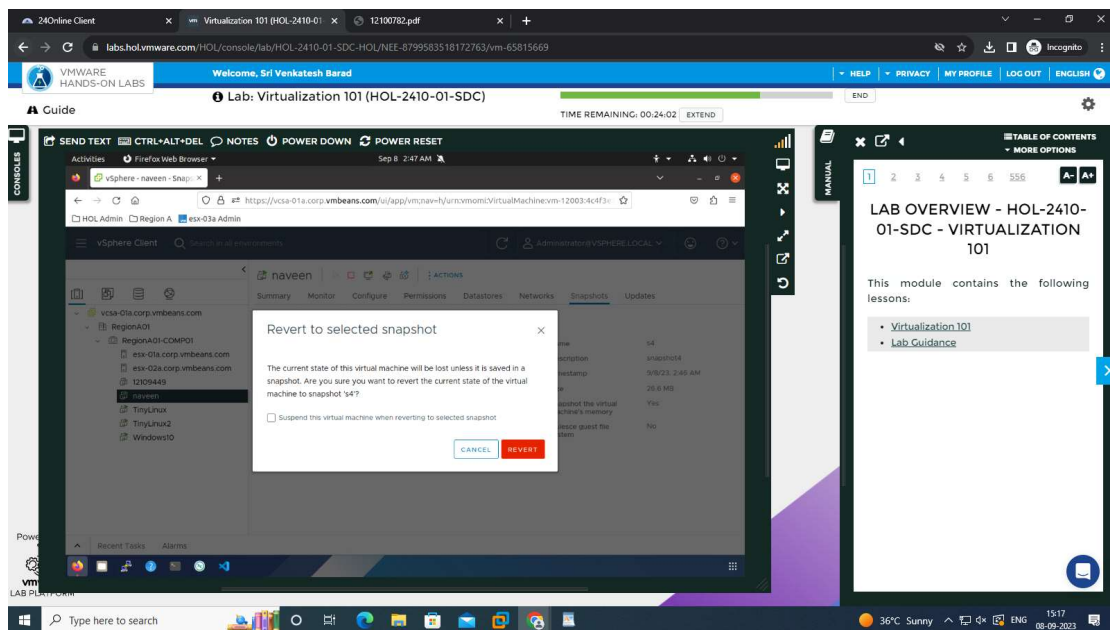 24Online Client
Virtualization 101 (HOL-2410-01-
12100782.pdf
labs.hol.vmware.com/HOL/console/lab/HOL-2410-01-SDC-HOL/NEE-8799583518172763/vm-65815669
Incognito
VMWARE
HANDS-ON LABS
Welcome, Sri Venkatesh Barad
HELP PRIVACY MY PROFILE LOG OUT ENGLISH
Guide
Lab: Virtualization 101 (HOL-2410-01-SDC)
TIME REMAINING: 00:24:02 EXTEND
END
CONSOLES
SEND TEXT CTRL+ALT+DEL NOTES POWER DOWN POWER RESET
Activities Firefox Web Browser Sep 8 2:47 AM
vSphere - naveen - Snaps
https://vcsa-01a.corp.vmbeans.com/ui/app/vm;nav=h/urn:vmomi:VirtualMachine:vm-12003:4c4f3
HOL Admin Region A esx-03a Admin
vSphere Client Search in all environments Administrator@VSPHERE.LOCAL
naveen ACTIONS
Summary Monitor Configure Permissions Datastores Networks Snapshots Updates
vcsa-01a.corp.vmbeans.com
RegionA01
RegionA01-COMP01
esx-01a.corp.vmbeans.com
esx-02a.corp.vmbeans.com
12109449
naveen
TinyLinux
TinyLinux2
Windows10
Revert to selected snapshot
The current state of this virtual machine will be lost unless it is saved in a
snapshot. Are you sure you want to revert the current state of the virtual
machine to snapshot 's4'?
Suspend this virtual machine when reverting to selected snapshot
CANCEL REVERT
s4
snapshot4
9/8/23, 2:40 AM
26.6 MB
Yes
No
Recent Tasks Alarms
MANUAL
TABLE OF CONTENTS
MORE OPTIONS
1 2 3 4 5 6 556 A- A+
LAB OVERVIEW - HOL-2410-
01-SDC - VIRTUALIZATION
101
This module contains the following
lessons:
Virtualization 101
Lab Guidance
Powe
vm
LAB PLATFORM
Type here to search
36°C Sunny ENG
15:17
08-09-2023